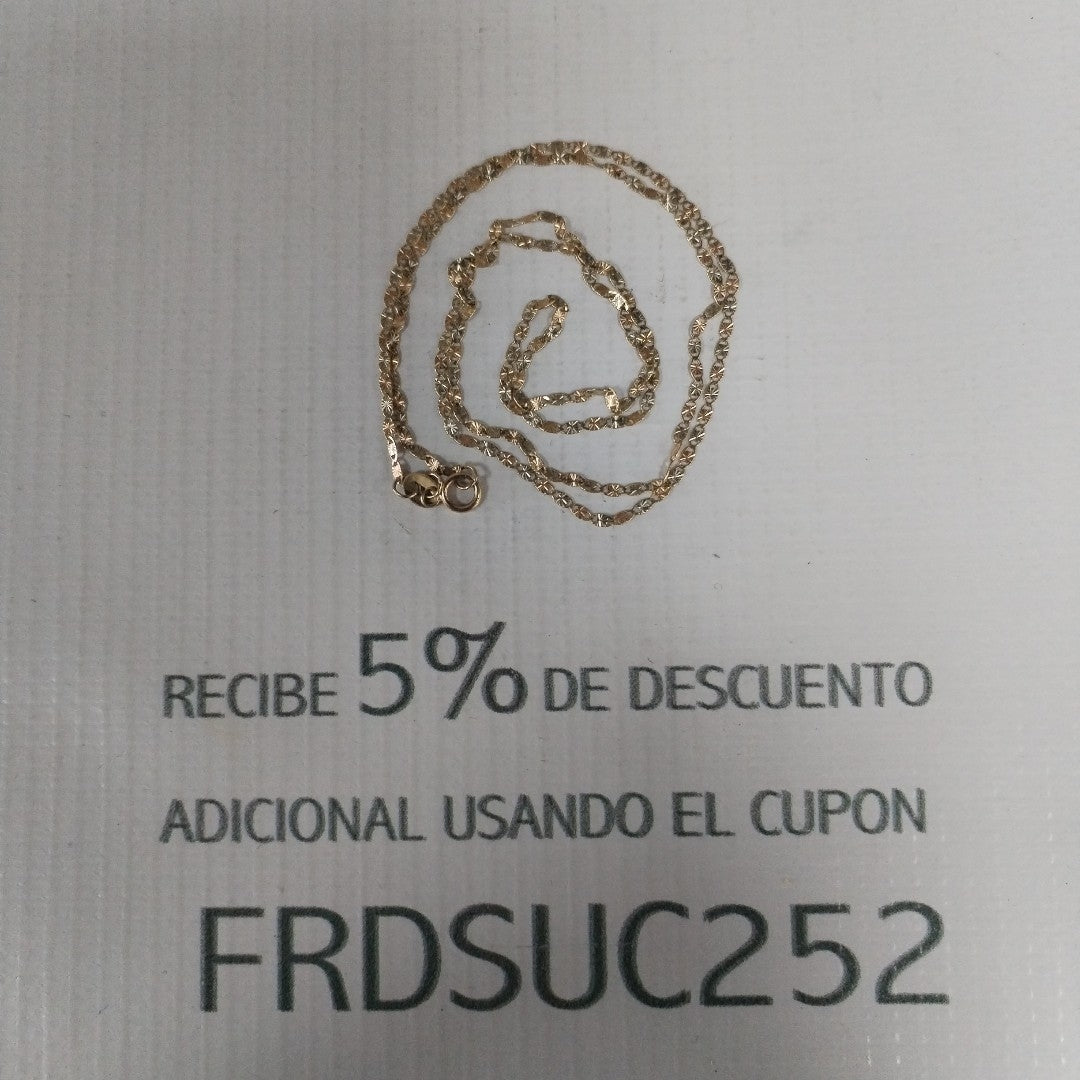 RECIBE 5% DE DESCUENTO
ADICIONAL USANDO EL CUPON
FRDSUC252